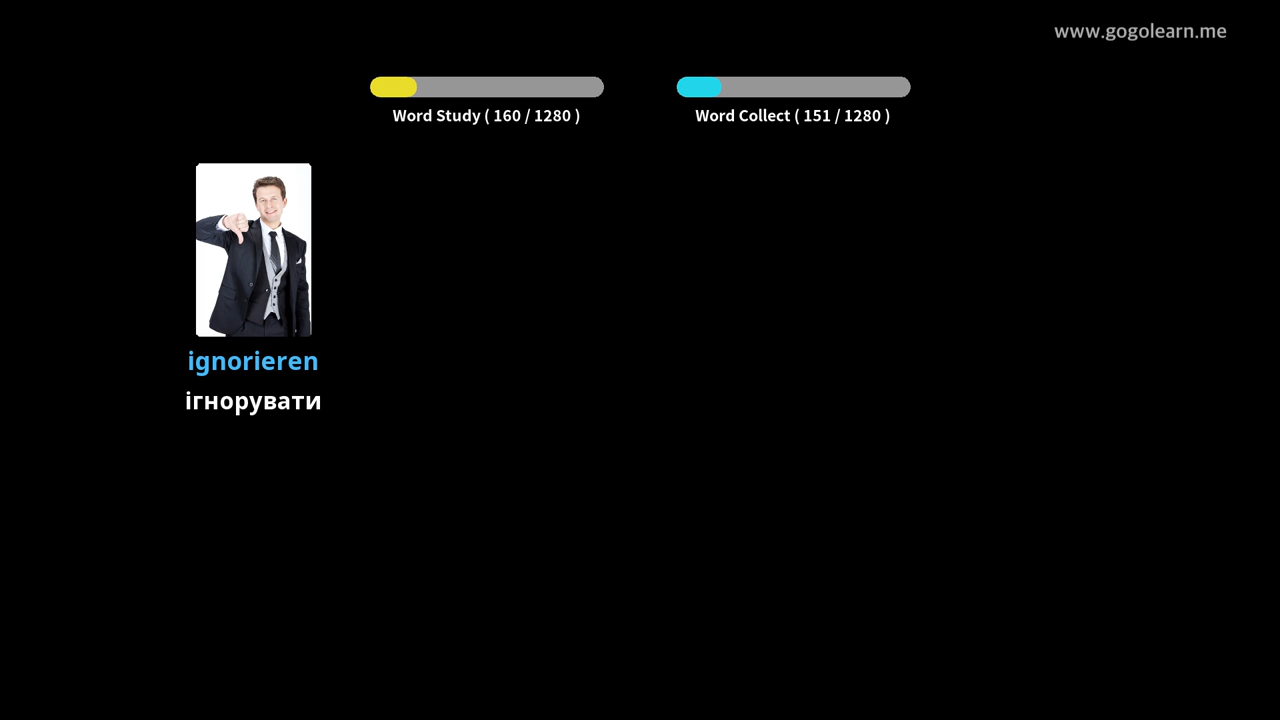 www.gogolearn.me
Word Study ( 160 / 1280 )
Word Collect ( 151 / 1280 )
ignorieren
ігнорувати